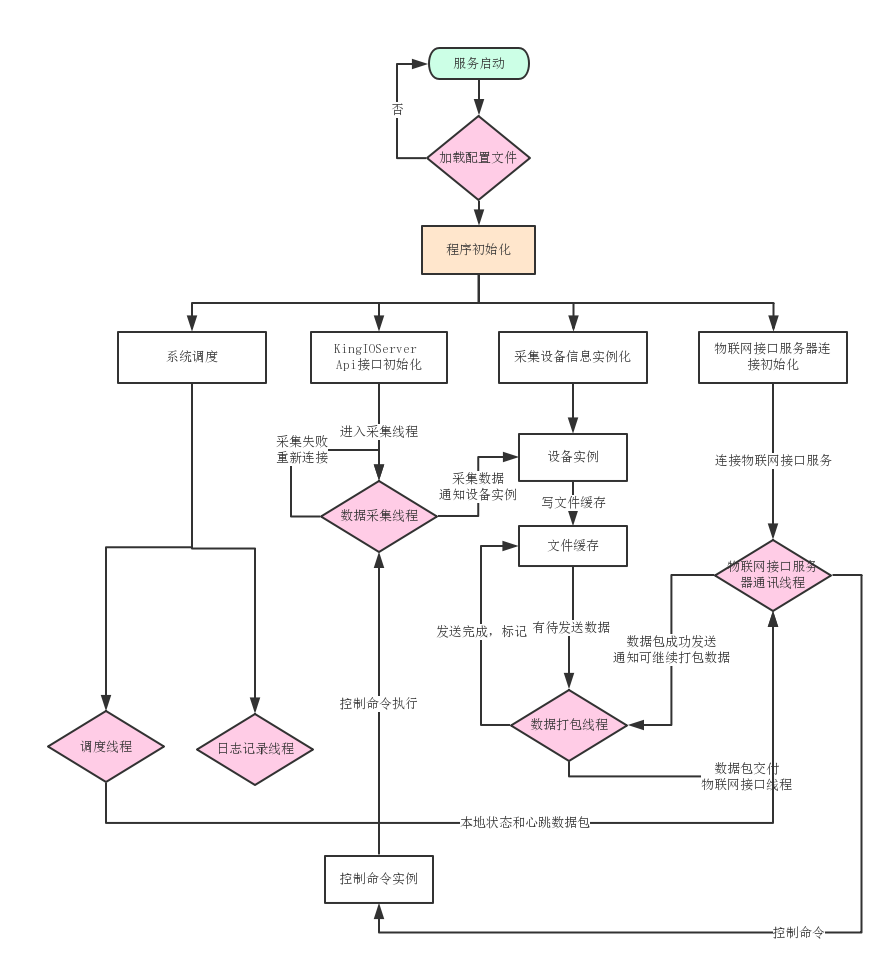 服务启动
否
加载配置文件
程序初始化
系统调度
KingIOServer
Api接口初始化
采集设备信息实例化
物联网接口服务器连
接初始化
进入采集线程
采集失败
重新连接
设备实例
连接物联网接口服务
采集数据
通知设备实例
写文件缓存
数据采集线程
文件缓存
物联网接口服务
器通讯线程
发送完成，标记
有待发送数据
数据包成功发送
通知可继续打包数据
控制命令执行
数据打包线程
调度线程
日志记录线程
数据包交付
物联网接口线程
本地状态和心跳数据包
控制命令实例
控制命令